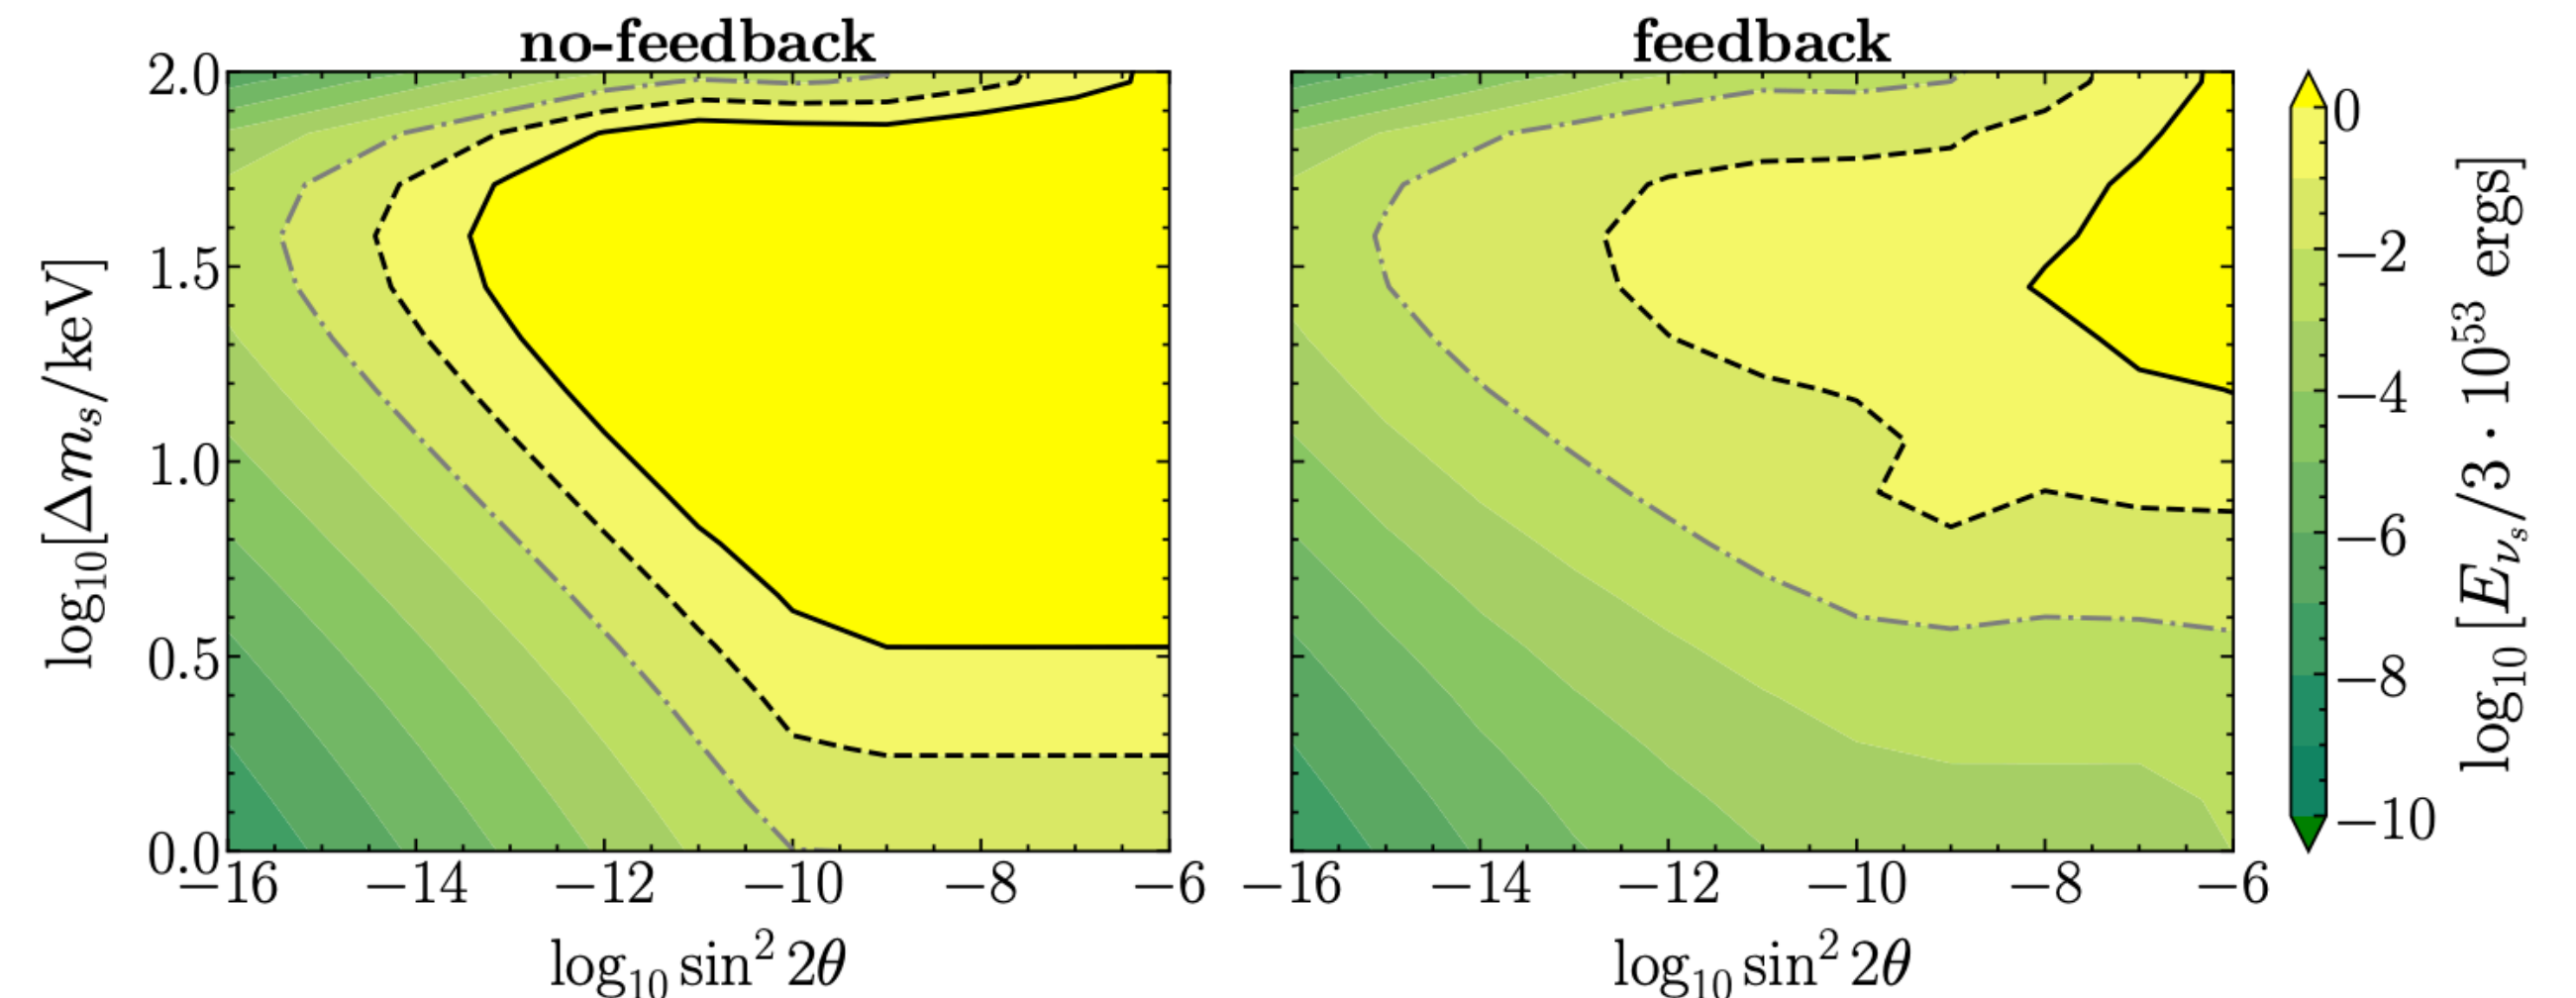 no-feedback
feedback
log₁₀[Δmₛ/keV]
2.0
1.5
1.0
0.5
0.0
−16 −14 −12 −10 −8 −6
log₁₀ sin² 2θ
−16 −14 −12 −10 −8 −6
log₁₀ sin² 2θ
0
−2
−4
−6
−8
−10
log₁₀ [E_{νₛ}/3 · 10⁵³ ergs]